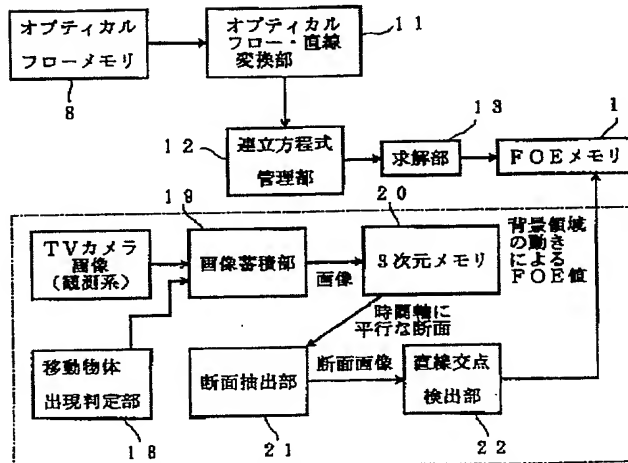 オプティカル
フローメモリ
8
オプティカル
フロー・直線
変換部
11
連立方程式
管理部
12
求解部
13
FOEメモリ
1
TVカメラ
画像
(観測系)
移動物体
出現判定部
18
画像蓄積部
19
画像
3次元メモリ
20
時間軸に
平行な断面
断面抽出部
21
断面画像
直線交点
検出部
22
背景領域
の動き
による
FOE値